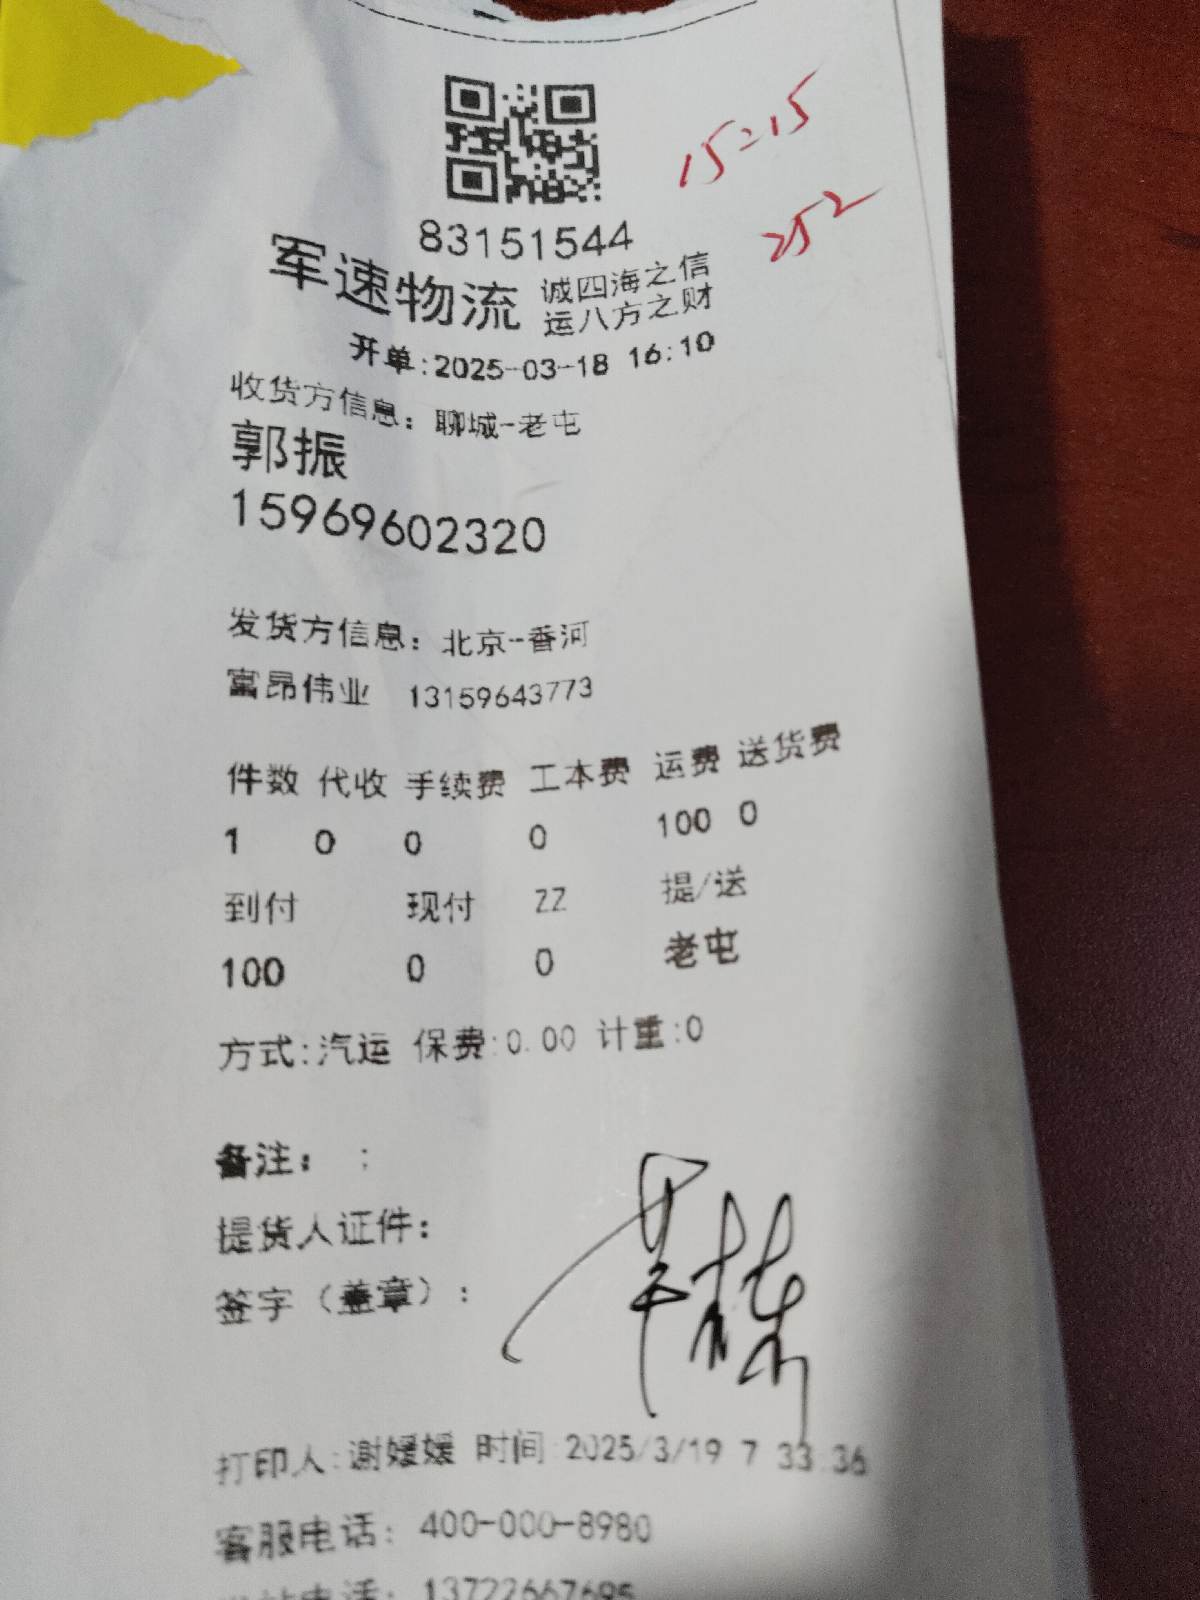 15=15
252
83151544
军速物流 诚四海之信
运八方之财
开单:2025-03-18 16:10
收货方信息：聊城-老屯
郭振
15969602320
发货方信息：北京-香河
富昂伟业 13159643773
件数 代收 手续费 工本费 运费 送货费
1 0 0 0 100 0
到付 现付 ZZ 提/送
100 0 0 老屯
方式:汽运 保费:0.00 计重:0
备注： ;
提货人证件：
签字（盖章）：
打印人:谢媛媛 时间:2025/3/19 7:33:36
客服电话：400-000-8980
电话：13722667695